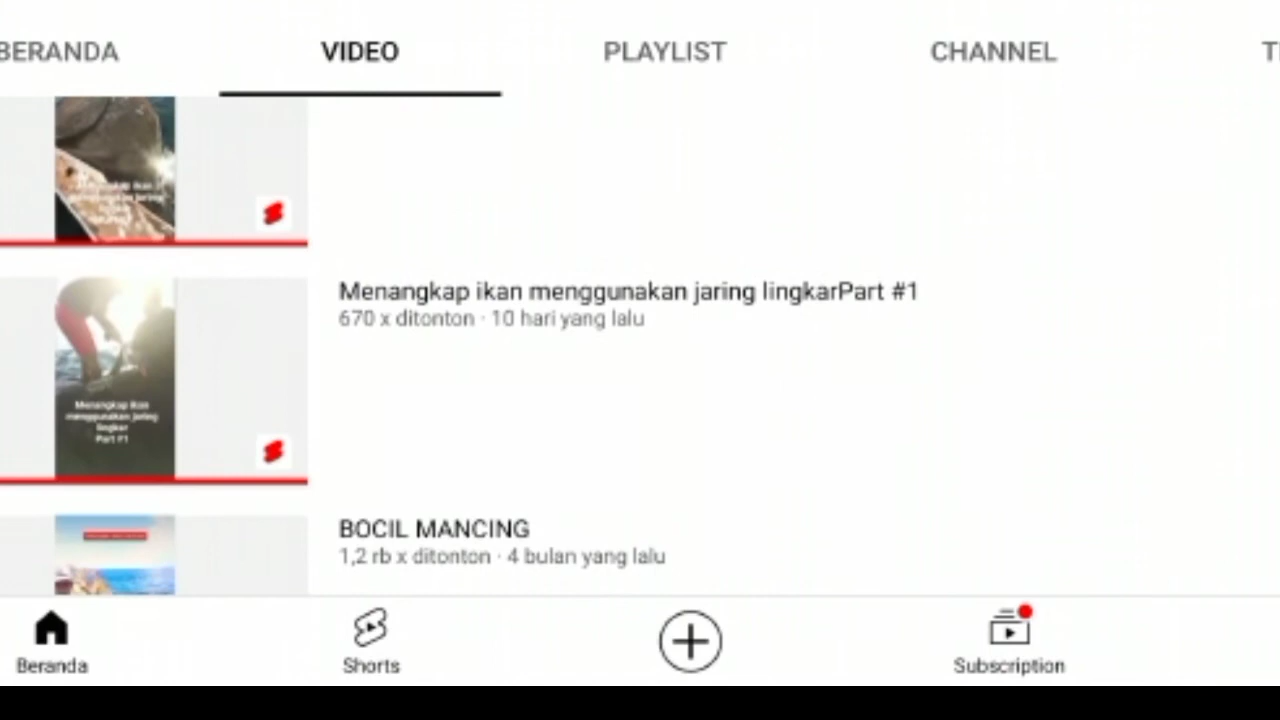 BERANDA
VIDEO
PLAYLIST
CHANNEL
Menangkap ikan menggunakan jaring lingkarPart #1
670 x ditonton · 10 hari yang lalu
Menangkap ikan
menggunakan jaring
lingkar
Part #1
BOCIL MANCING
1,2 rb x ditonton · 4 bulan yang lalu
Beranda
Shorts
Subscription